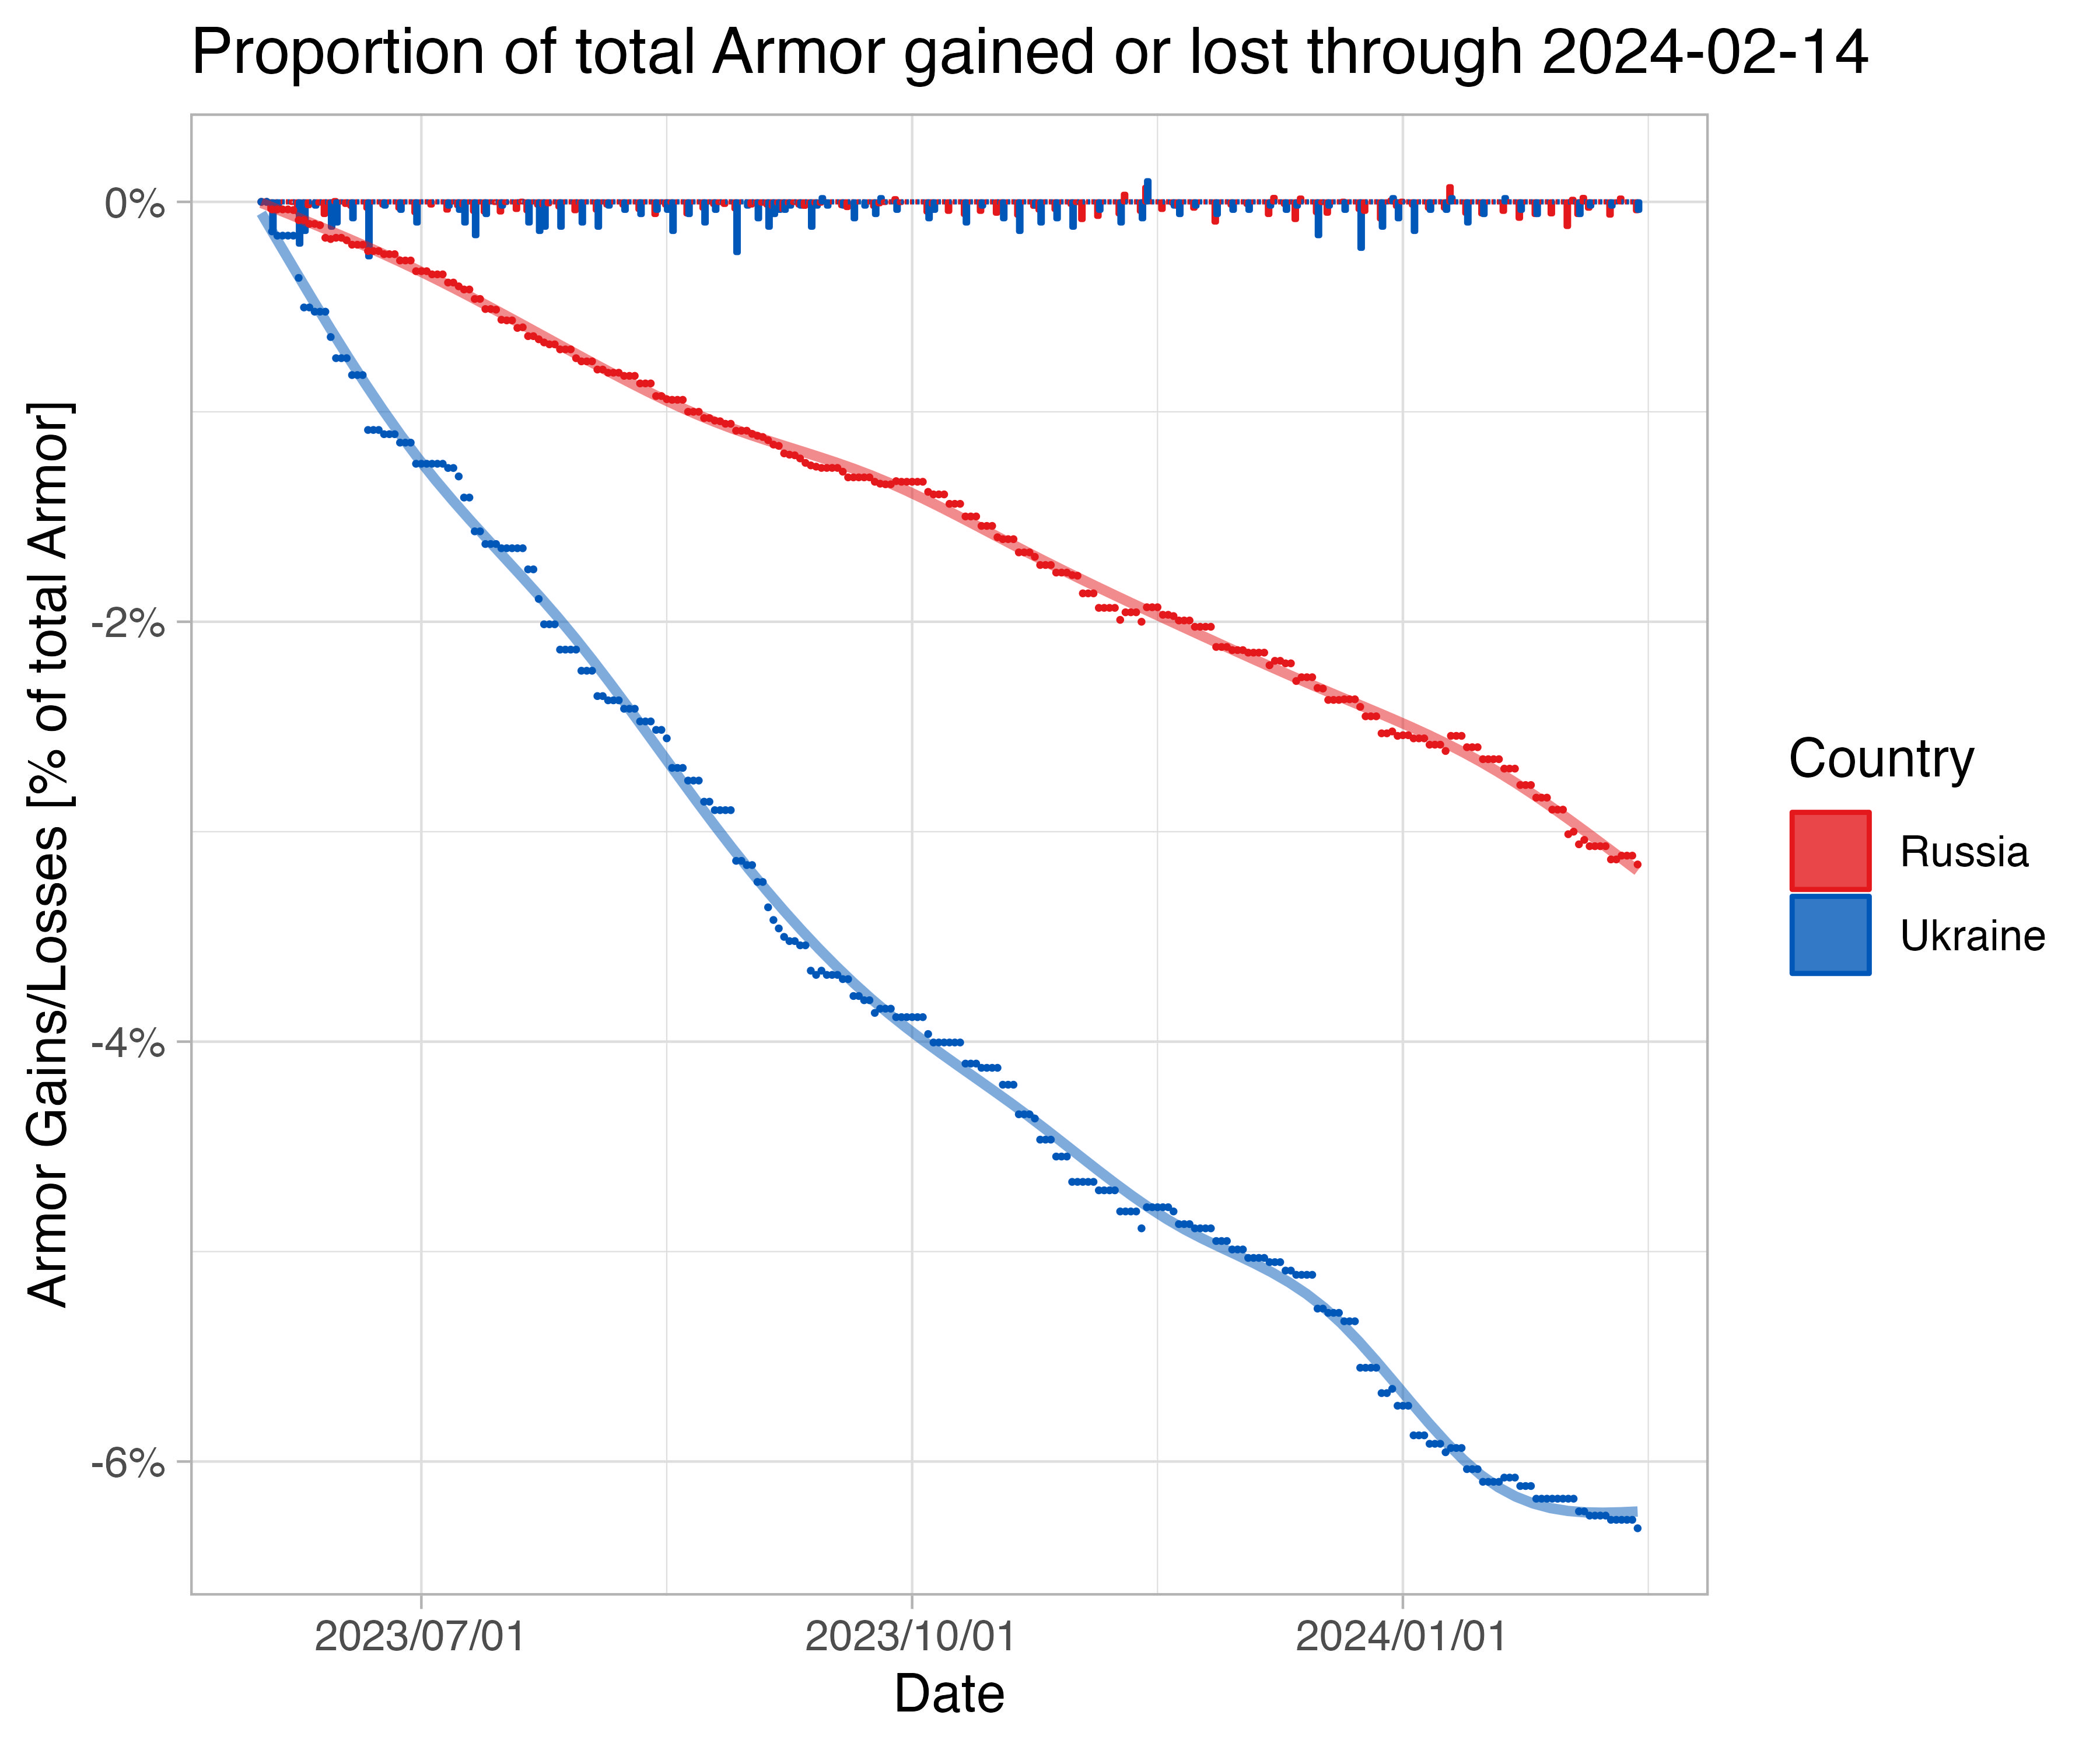 Proportion of total Armor gained or lost through 2024-02-14
Armor Gains/Losses [% of total Armor]
0%
-2%
-4%
-6%
2023/07/01
2023/10/01
2024/01/01
Date
Country
Russia
Ukraine